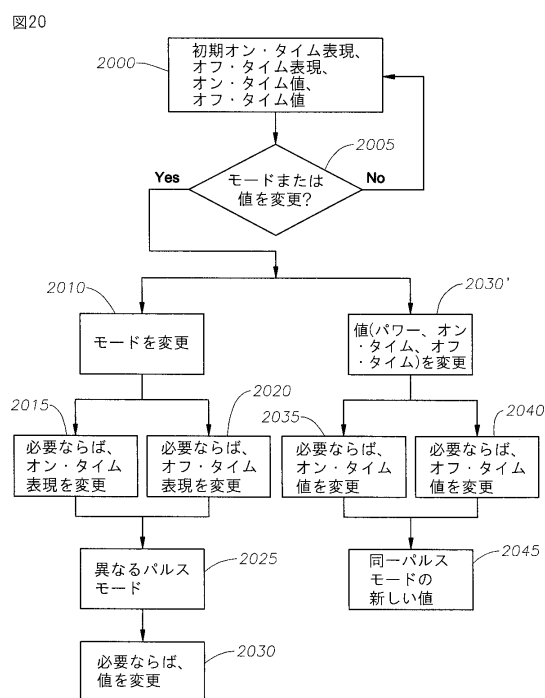 図20
2000
初期オン・タイム表現、
オフ・タイム表現、
オン・タイム値、
オフ・タイム値
2005
Yes
モードまたは
値を変更?
No
2010
モードを変更
2030'
値(パワー、オン
・タイム、オフ
・タイム)を変更
2015
必要ならば、
オン・タイム
表現を変更
2020
必要ならば、
オフ・タイム
表現を変更
2035
必要ならば、
オン・タイム
値を変更
2040
必要ならば、
オフ・タイム
値を変更
2025
異なるパルス
モード
2045
同一パルス
モードの
新しい値
2030
必要ならば、
値を変更